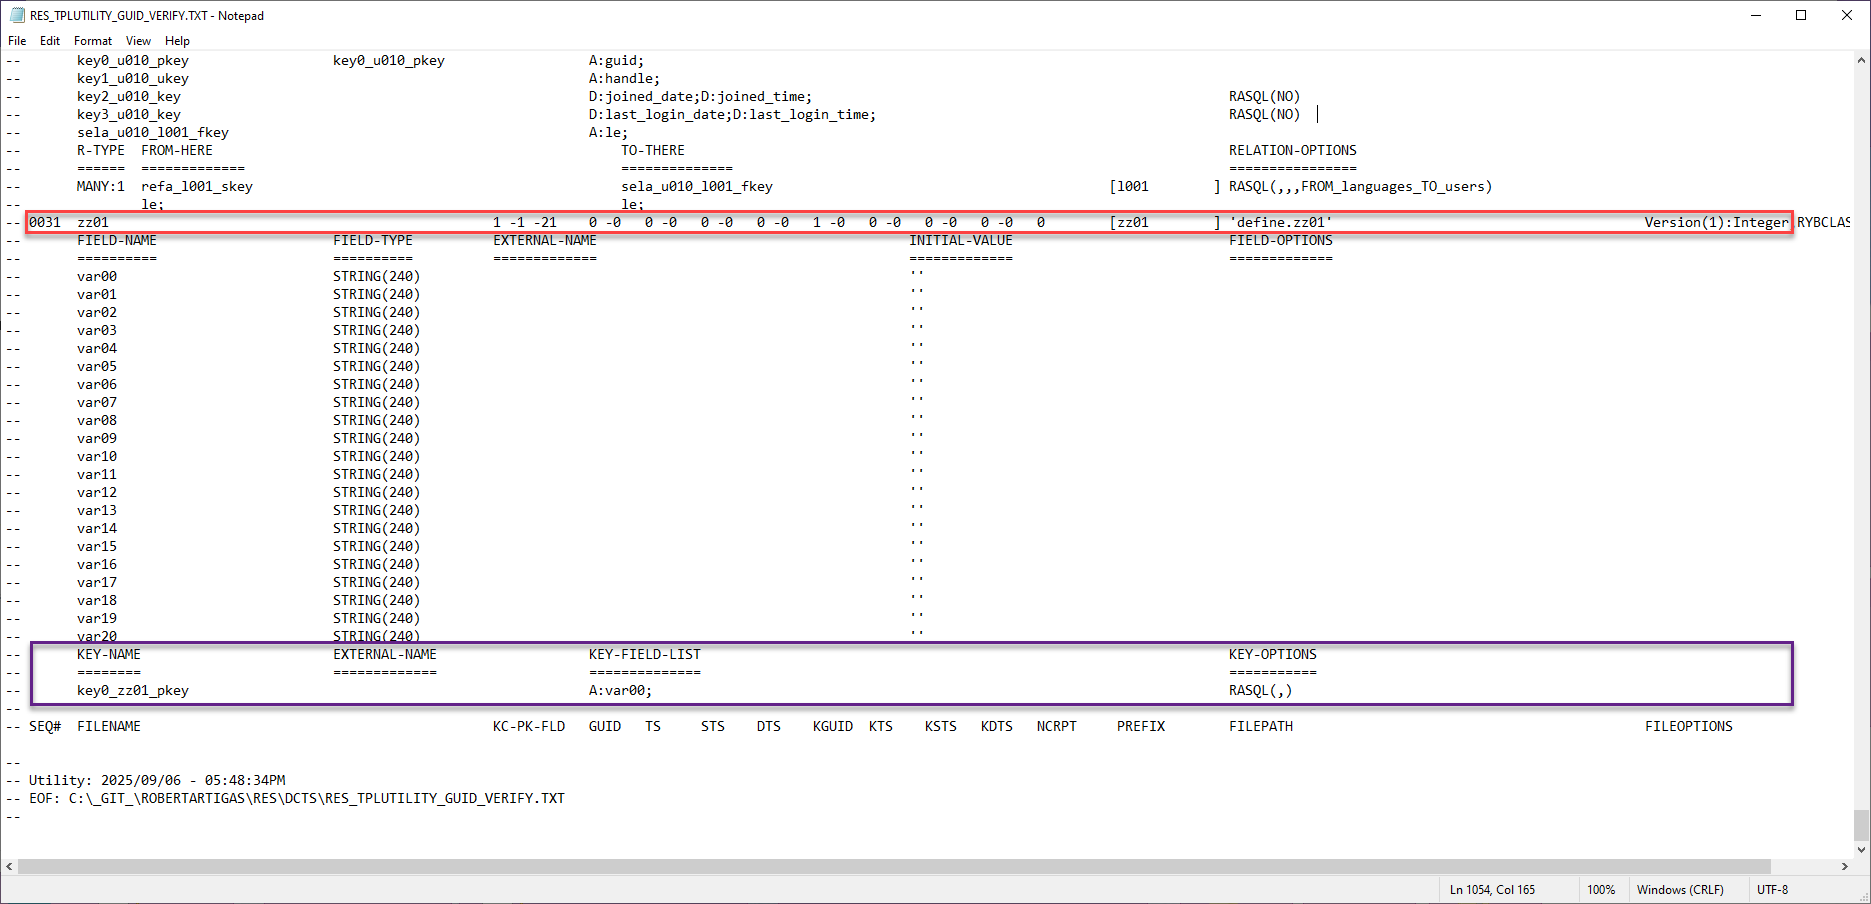 RES_TPLUTILITY_GUID_VERIFY.TXT - Notepad
File Edit Format View Help
-- key0_u010_pkey key0_u010_pkey A:guid;
-- key1_u010_ukey A:handle;
-- key2_u010_key D:joined_date;D:joined_time; RASQL(NO)
-- key3_u010_key D:last_login_date;D:last_login_time; RASQL(NO)
-- sela_u010_l001_fkey A:le;
-- R-TYPE FROM-HERE TO-THERE RELATION-OPTIONS
-- ====== ============= ============== ================
-- MANY:1 refa_l001_skey sela_u010_l001_fkey [l001 ] RASQL(,,,FROM_languages_TO_users)
-- le; le;
-- 0031 zz01 1 -1 -21 0 -0 0 -0 0 -0 0 -0 1 -0 0 -0 0 -0 0 -0 0 [zz01 ] 'define.zz01' Version(1):Integer,RYBCLAS
-- FIELD-NAME FIELD-TYPE EXTERNAL-NAME INITIAL-VALUE FIELD-OPTIONS
-- ========== ========== ============= ============= =============
-- var00 STRING(240) ''
-- var01 STRING(240) ''
-- var02 STRING(240) ''
-- var03 STRING(240) ''
-- var04 STRING(240) ''
-- var05 STRING(240) ''
-- var06 STRING(240) ''
-- var07 STRING(240) ''
-- var08 STRING(240) ''
-- var09 STRING(240) ''
-- var10 STRING(240) ''
-- var11 STRING(240) ''
-- var12 STRING(240) ''
-- var13 STRING(240) ''
-- var14 STRING(240) ''
-- var15 STRING(240) ''
-- var16 STRING(240) ''
-- var17 STRING(240) ''
-- var18 STRING(240) ''
-- var19 STRING(240) ''
-- var20 STRING(240) ''
-- KEY-NAME EXTERNAL-NAME KEY-FIELD-LIST KEY-OPTIONS
-- ======== ============= ============== ===========
-- key0_zz01_pkey A:var00; RASQL(,)
--
-- SEQ# FILENAME KC-PK-FLD GUID TS STS DTS KGUID KTS KSTS KDTS NCRPT PREFIX FILEPATH FILEOPTIONS
--
-- Utility: 2025/09/06 - 05:48:34PM
-- EOF: C:\_GIT_\ROBERTARTIGAS\RES\DCTS\RES_TPLUTILITY_GUID_VERIFY.TXT
--
Ln 1054, Col 165 100% Windows (CRLF) UTF-8